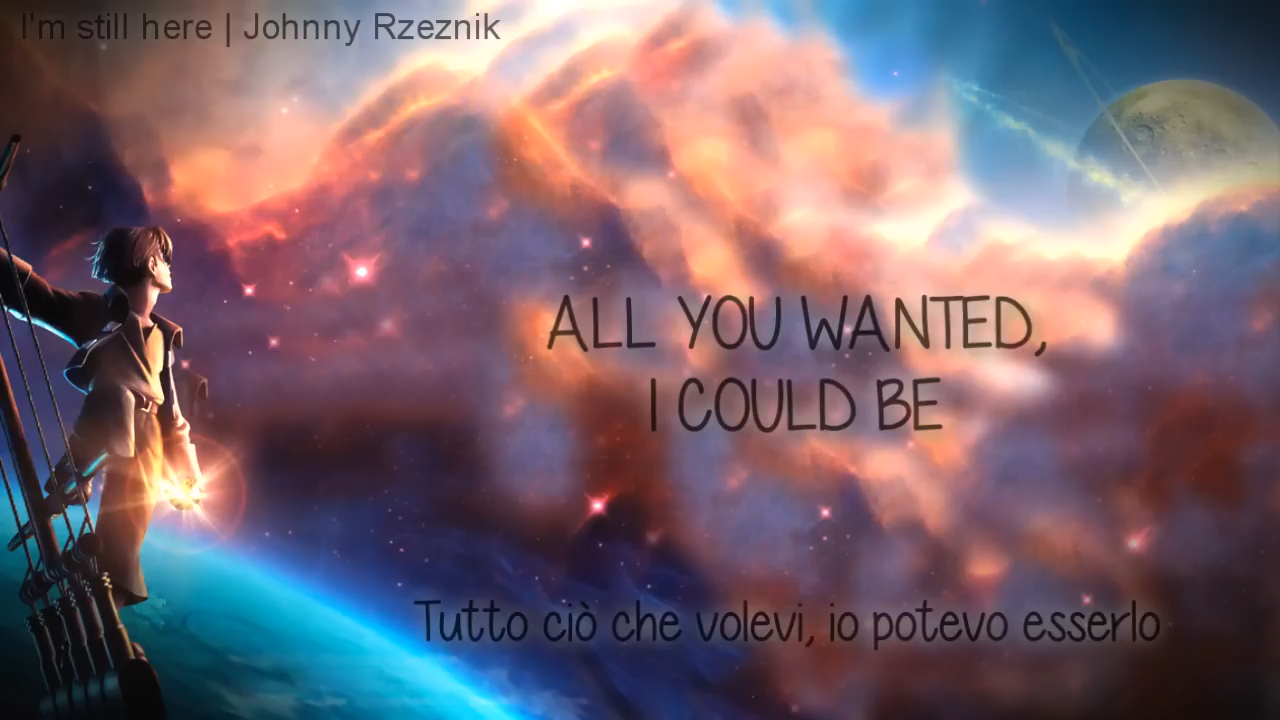 I'm still here | Johnny Rzeznik
ALL YOU WANTED,
I COULD BE
Tutto ciò che volevi, io potevo esserlo